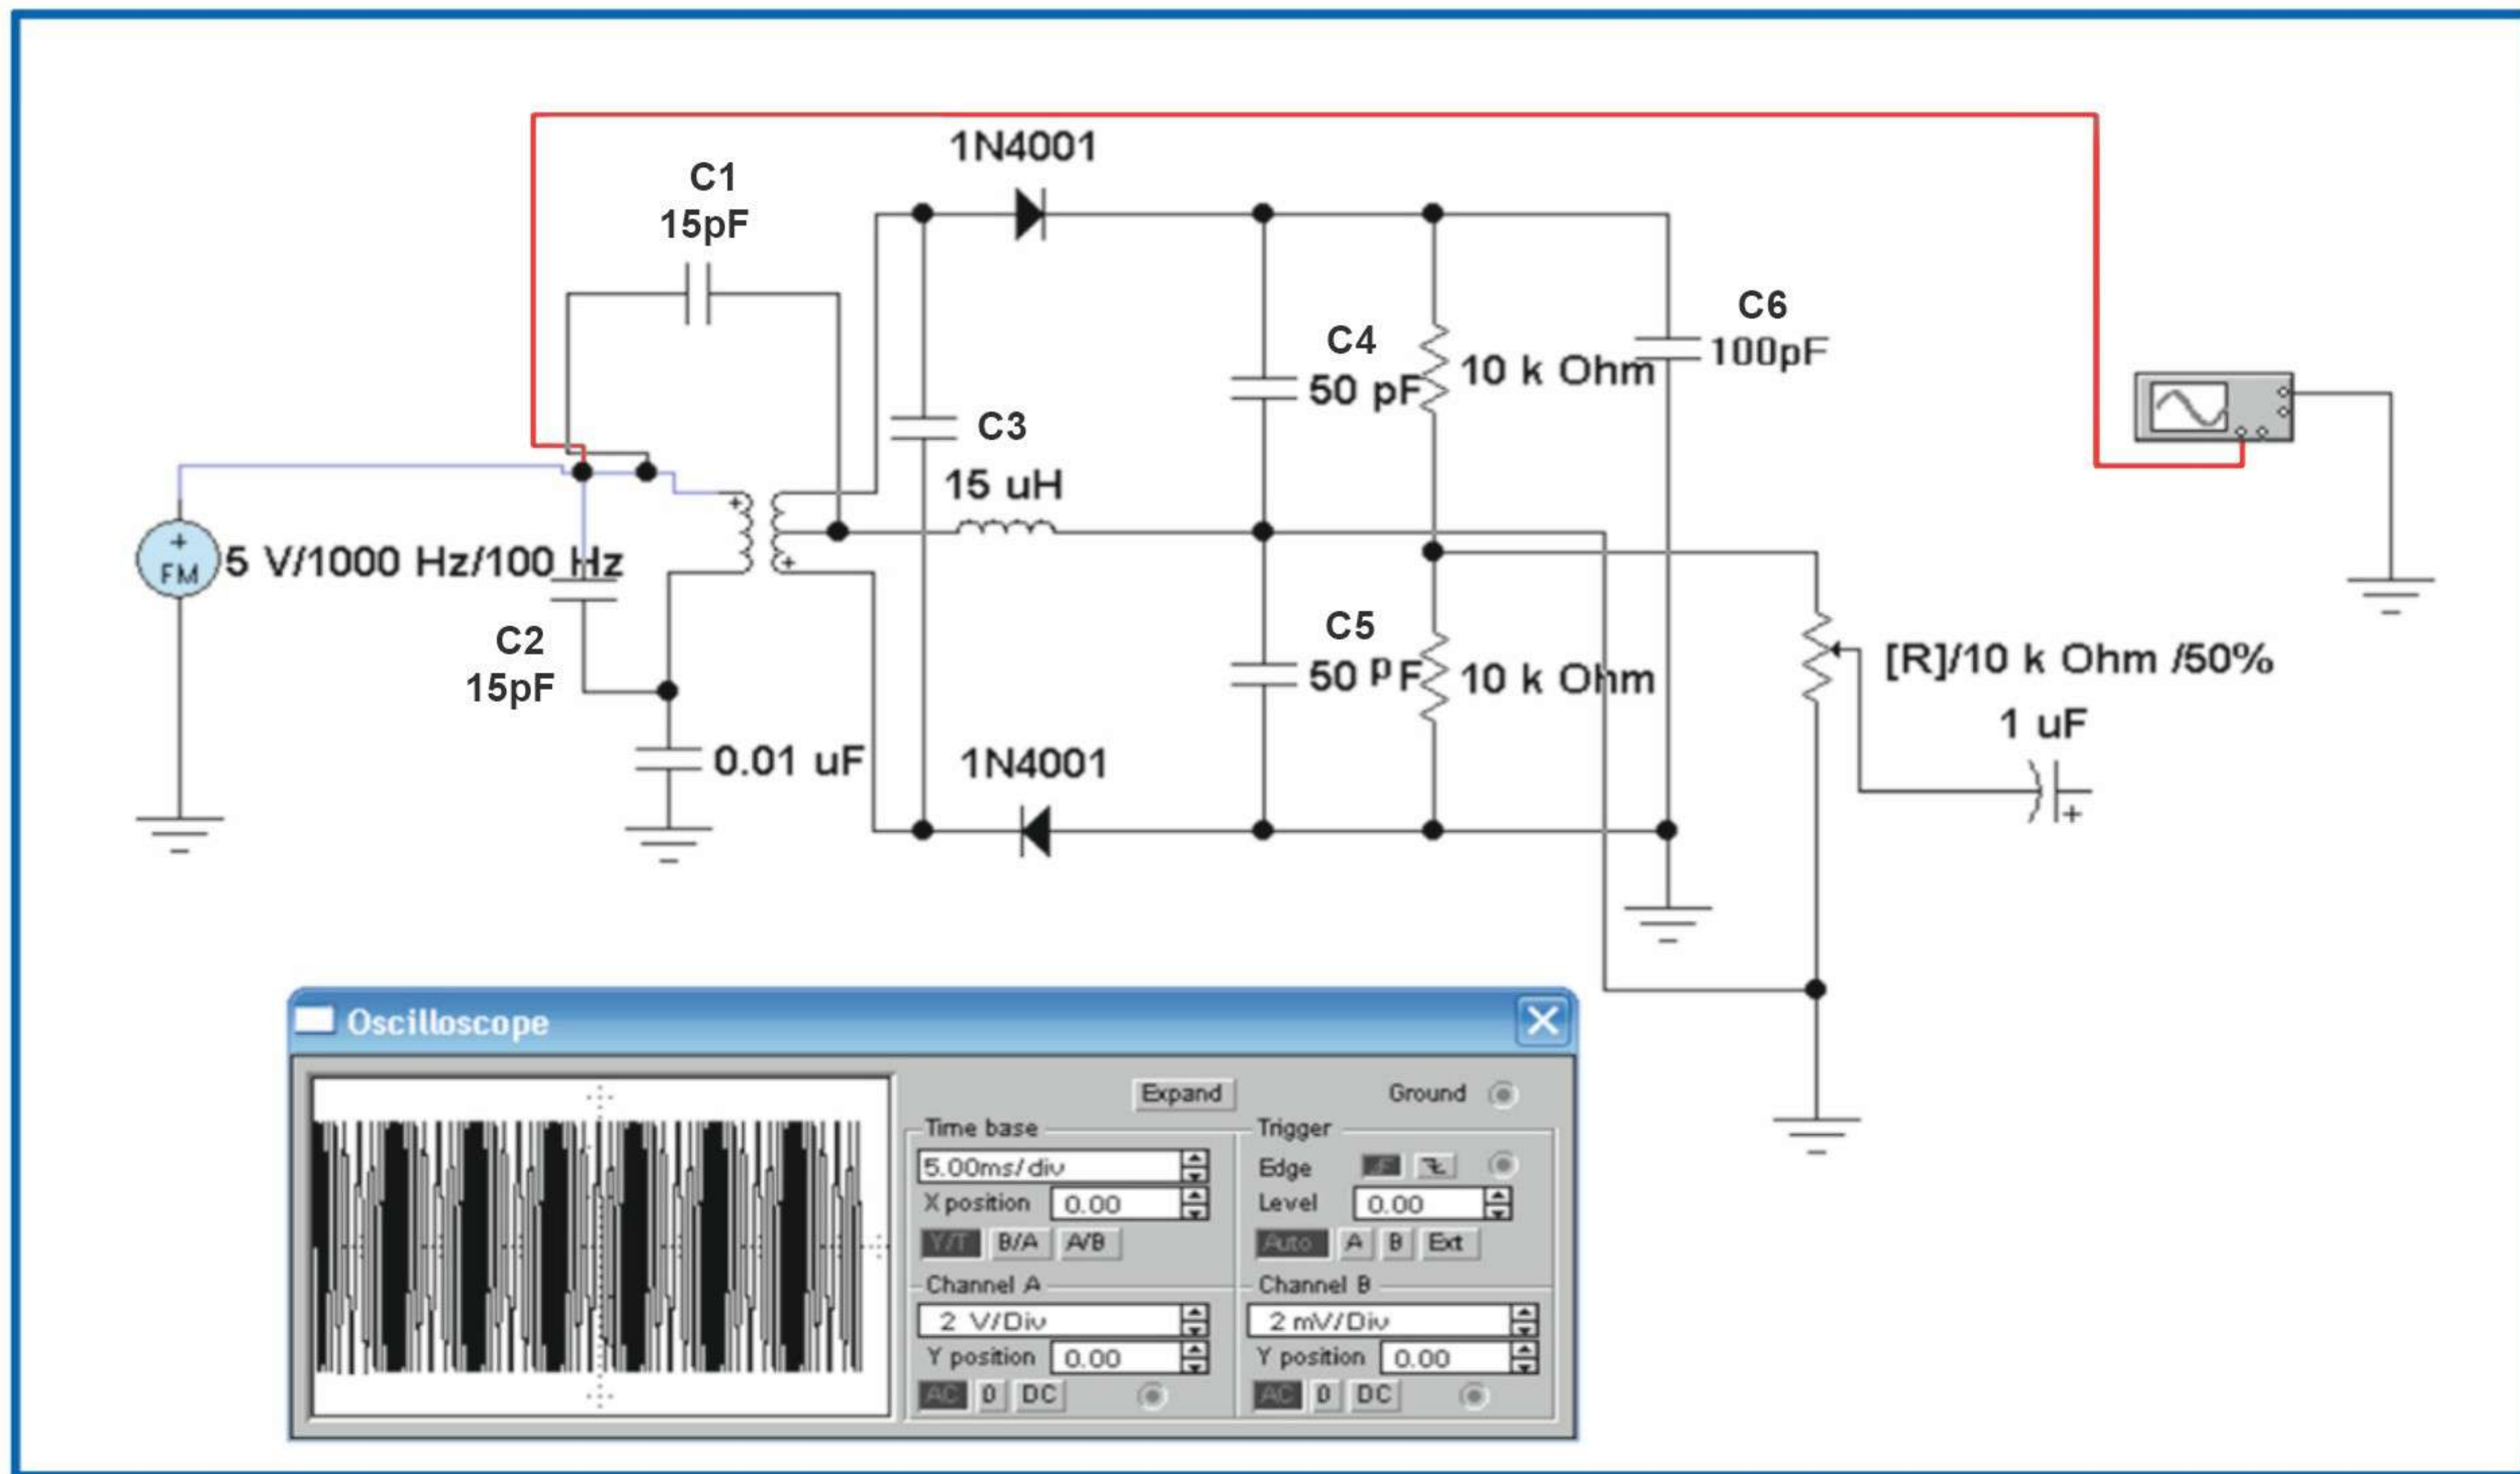 1N4001
C1
15pF
C6
100pF
C4
50 pF
10 k Ohm
C3
15 uH
+
FM
5 V/1000 Hz/100 Hz
+
+
C2
15pF
C5
50 pF
10 k Ohm
[R]/10 k Ohm /50%
1 uF
+
0.01 uF
1N4001
Oscilloscope
Expand
Ground
Time base
Trigger
5.00ms/div
Edge
X position 0.00
Level 0.00
Y/T B/A A/B
Auto A B Ext
Channel A
Channel B
2 V/Div
2 mV/Div
Y position 0.00
Y position 0.00
AC 0 DC
AC 0 DC